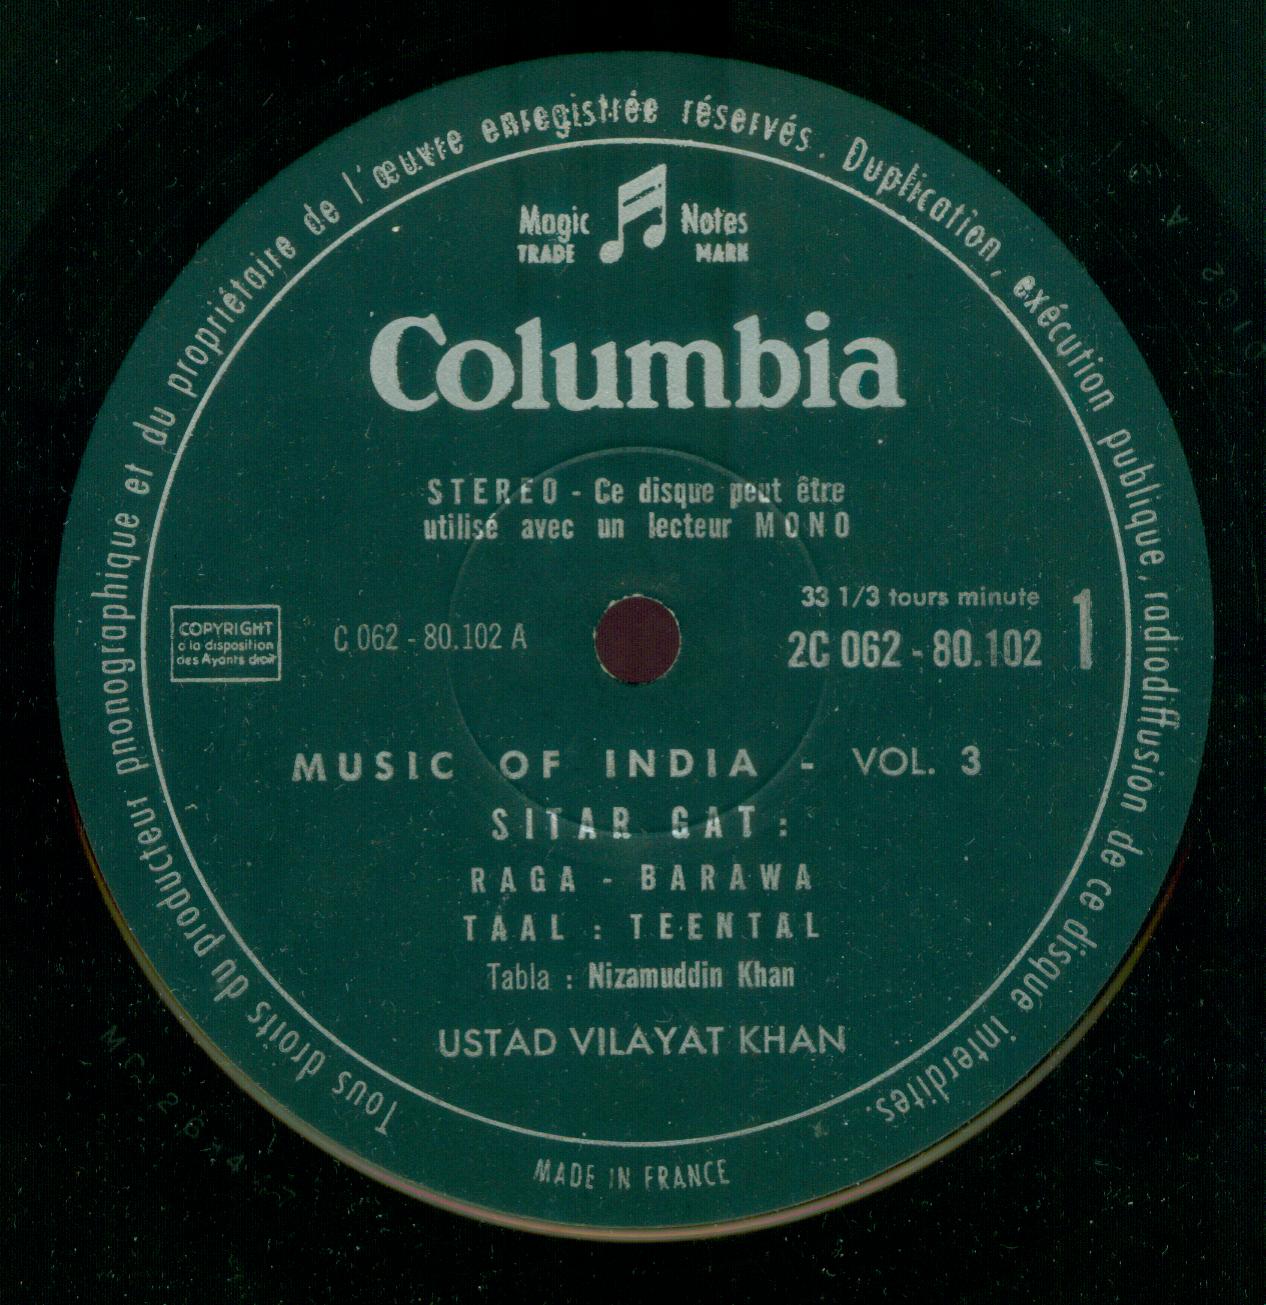 Tous droits du producteur pnonographique et du propriétaire de l'œuvre enregistrée réservés. Duplication, exécution publique, radiodiffusion de ce disque interdites.
Magic Notes
TRADE MARK
Columbia
STEREO - Ce disque peut être
utilisé avec un lecteur MONO
33 1/3 tours minute
COPYRIGHT
à la disposition
des Ayants droit
C 062 - 80.102 A
2C 062 - 80.102
1
MUSIC OF INDIA - VOL. 3
SITAR GAT :
RAGA - BARAWA
TAAL : TEENTAL
Tabla : Nizamuddin Khan
USTAD VILAYAT KHAN
MADE IN FRANCE